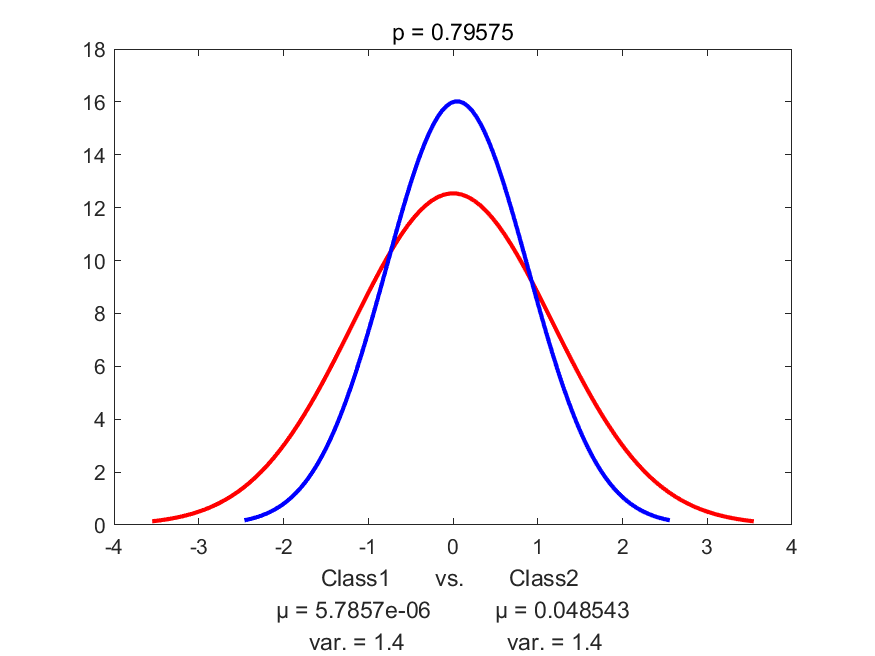 p = 0.79575
18
16
14
12
10
8
6
4
2
0
-4 -3 -2 -1 0 1 2 3 4
Class1 vs. Class2
μ = 5.7857e-06 μ = 0.048543
var. = 1.4 var. = 1.4